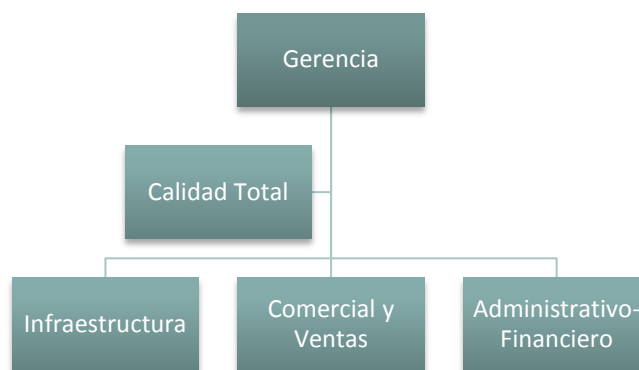 Gerencia
Calidad Total
Infraestructura
Comercial y
Ventas
Administrativo-
Financiero